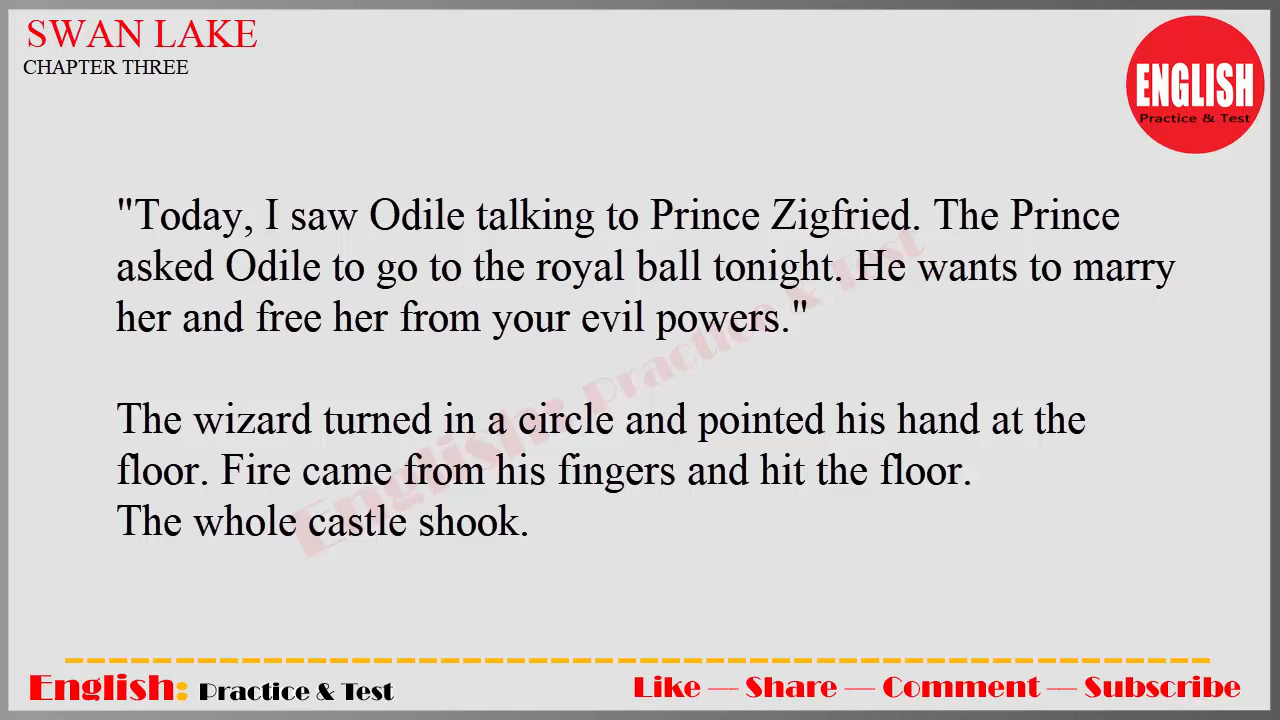 SWAN LAKE
CHAPTER THREE
ENGLISH
Practice & Test
"Today, I saw Odile talking to Prince Zigfried. The Prince
asked Odile to go to the royal ball tonight. He wants to marry
her and free her from your evil powers."
The wizard turned in a circle and pointed his hand at the
floor. Fire came from his fingers and hit the floor.
The whole castle shook.
English: Practice & Test
English: Practice & Test
Like — Share — Comment — Subscribe